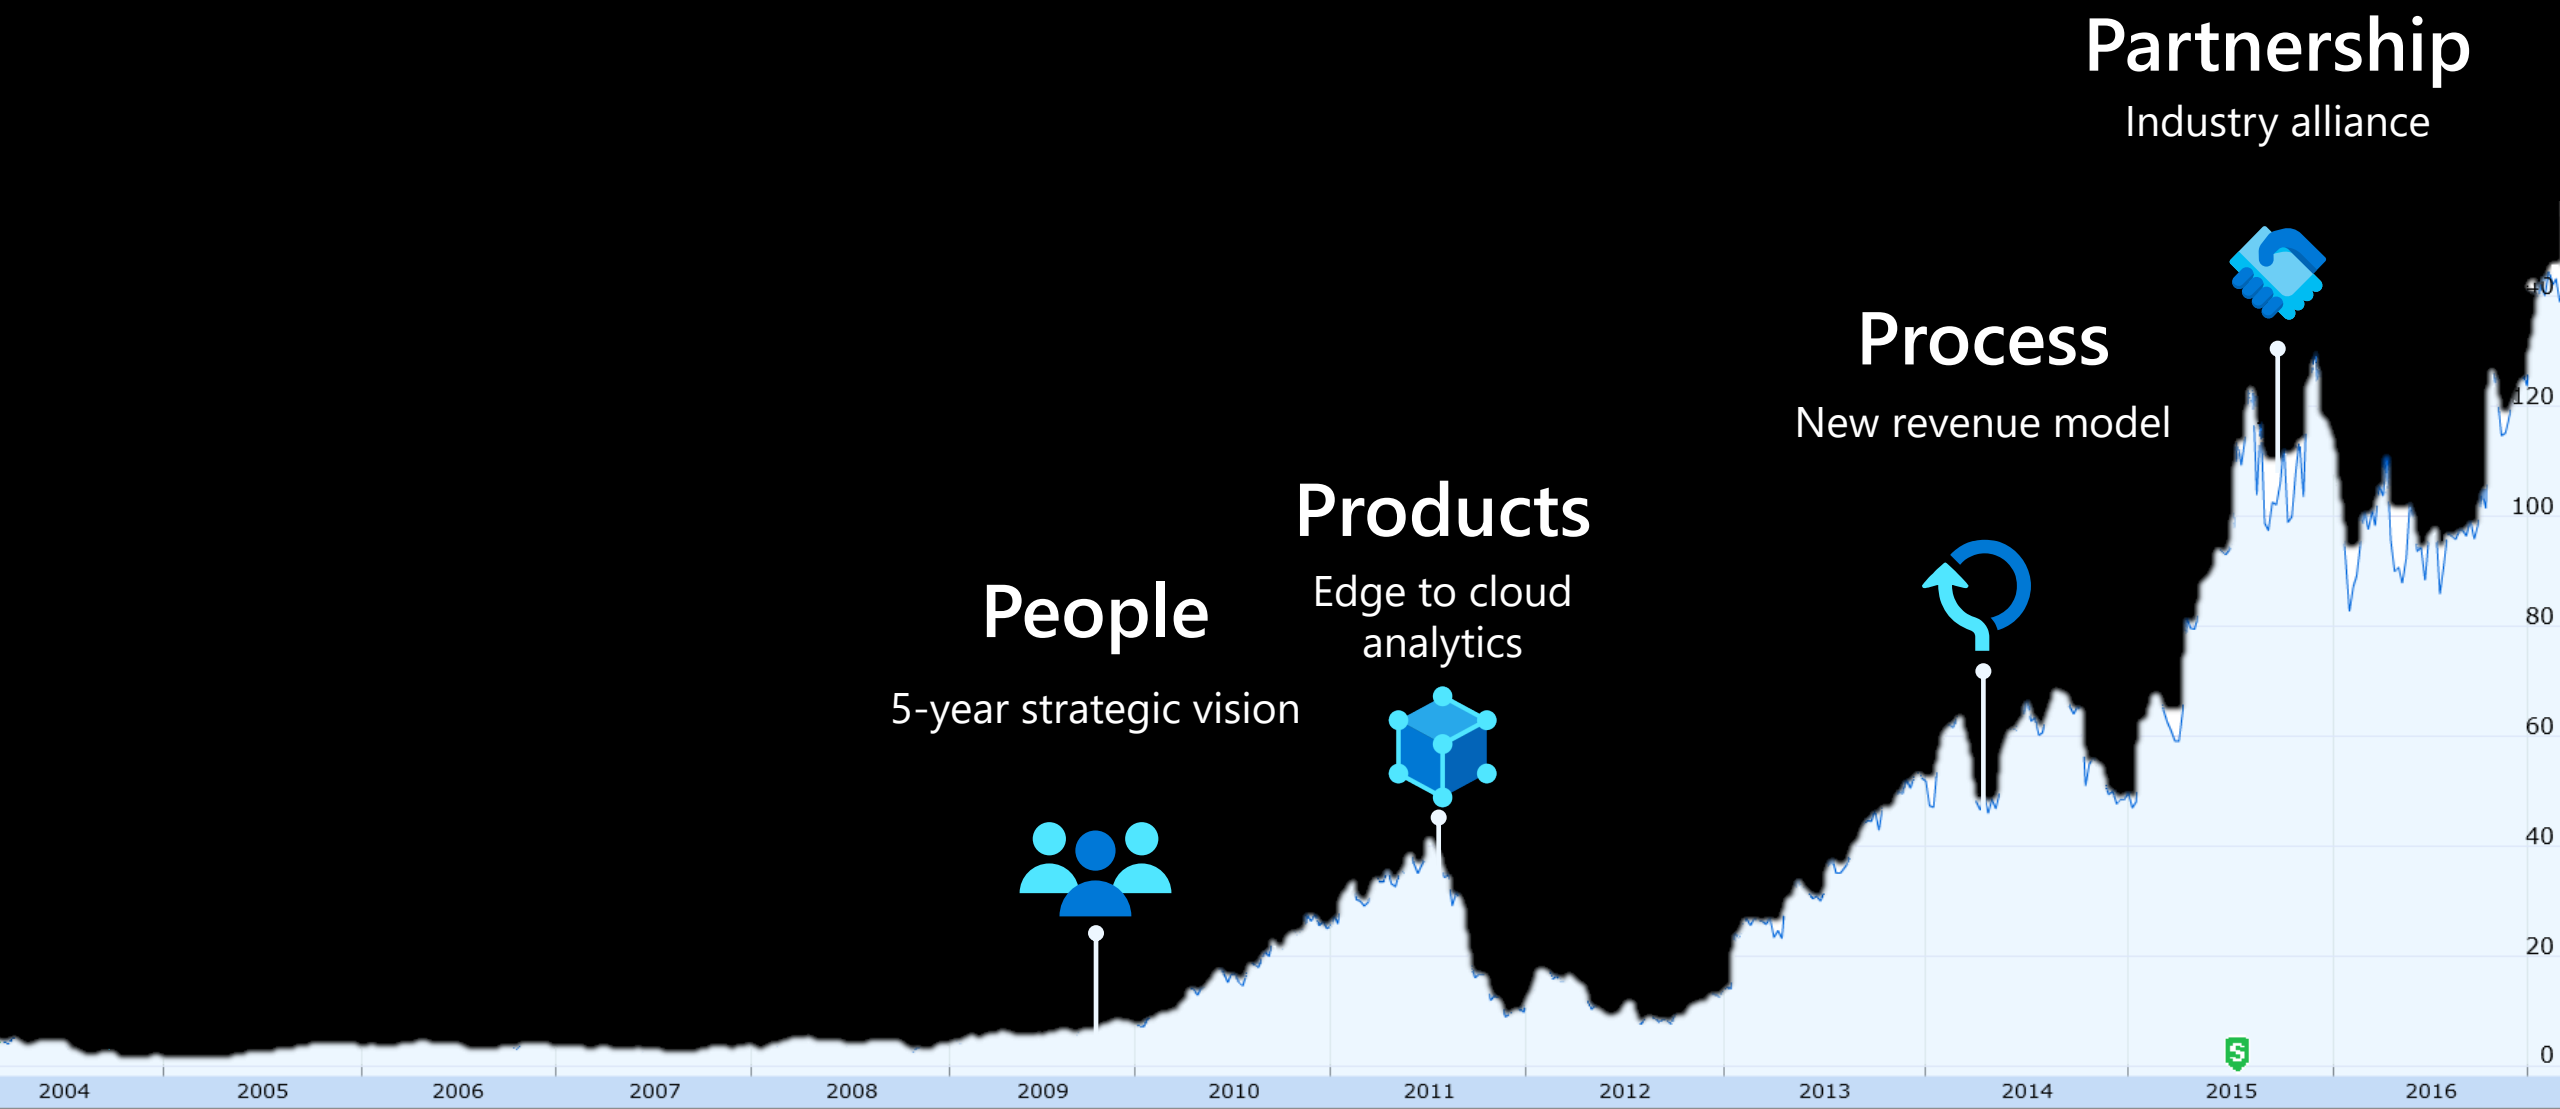 Partnership
Industry alliance
Process
New revenue model
Products
Edge to cloud
analytics
People
5-year strategic vision
120
100
80
60
40
20
0
S
2004 2005 2006 2007 2008 2009 2010 2011 2012 2013 2014 2015 2016